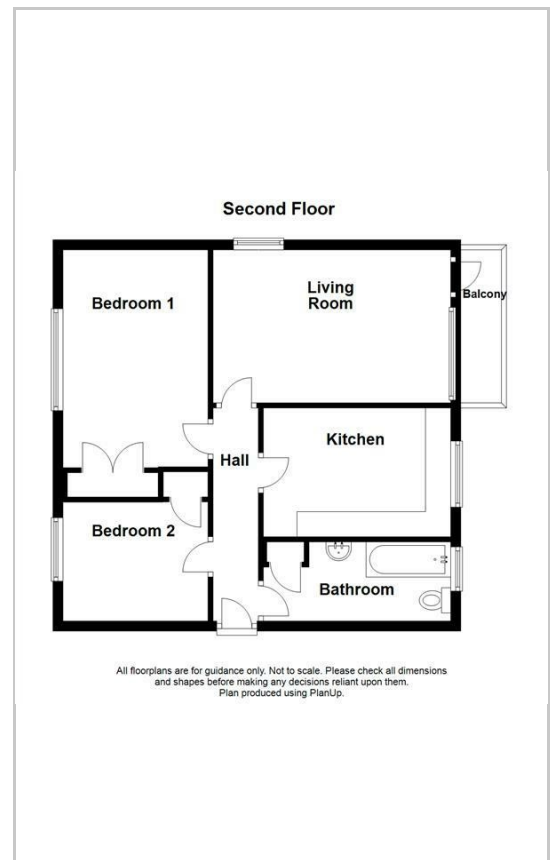 Second Floor
Living
Room
Bedroom 1
Balcony
Kitchen
Hall
Bedroom 2
Bathroom
All floorplans are for guidance only. Not to scale. Please check all dimensions
and shapes before making any decisions reliant upon them.
Plan produced using PlanUp.